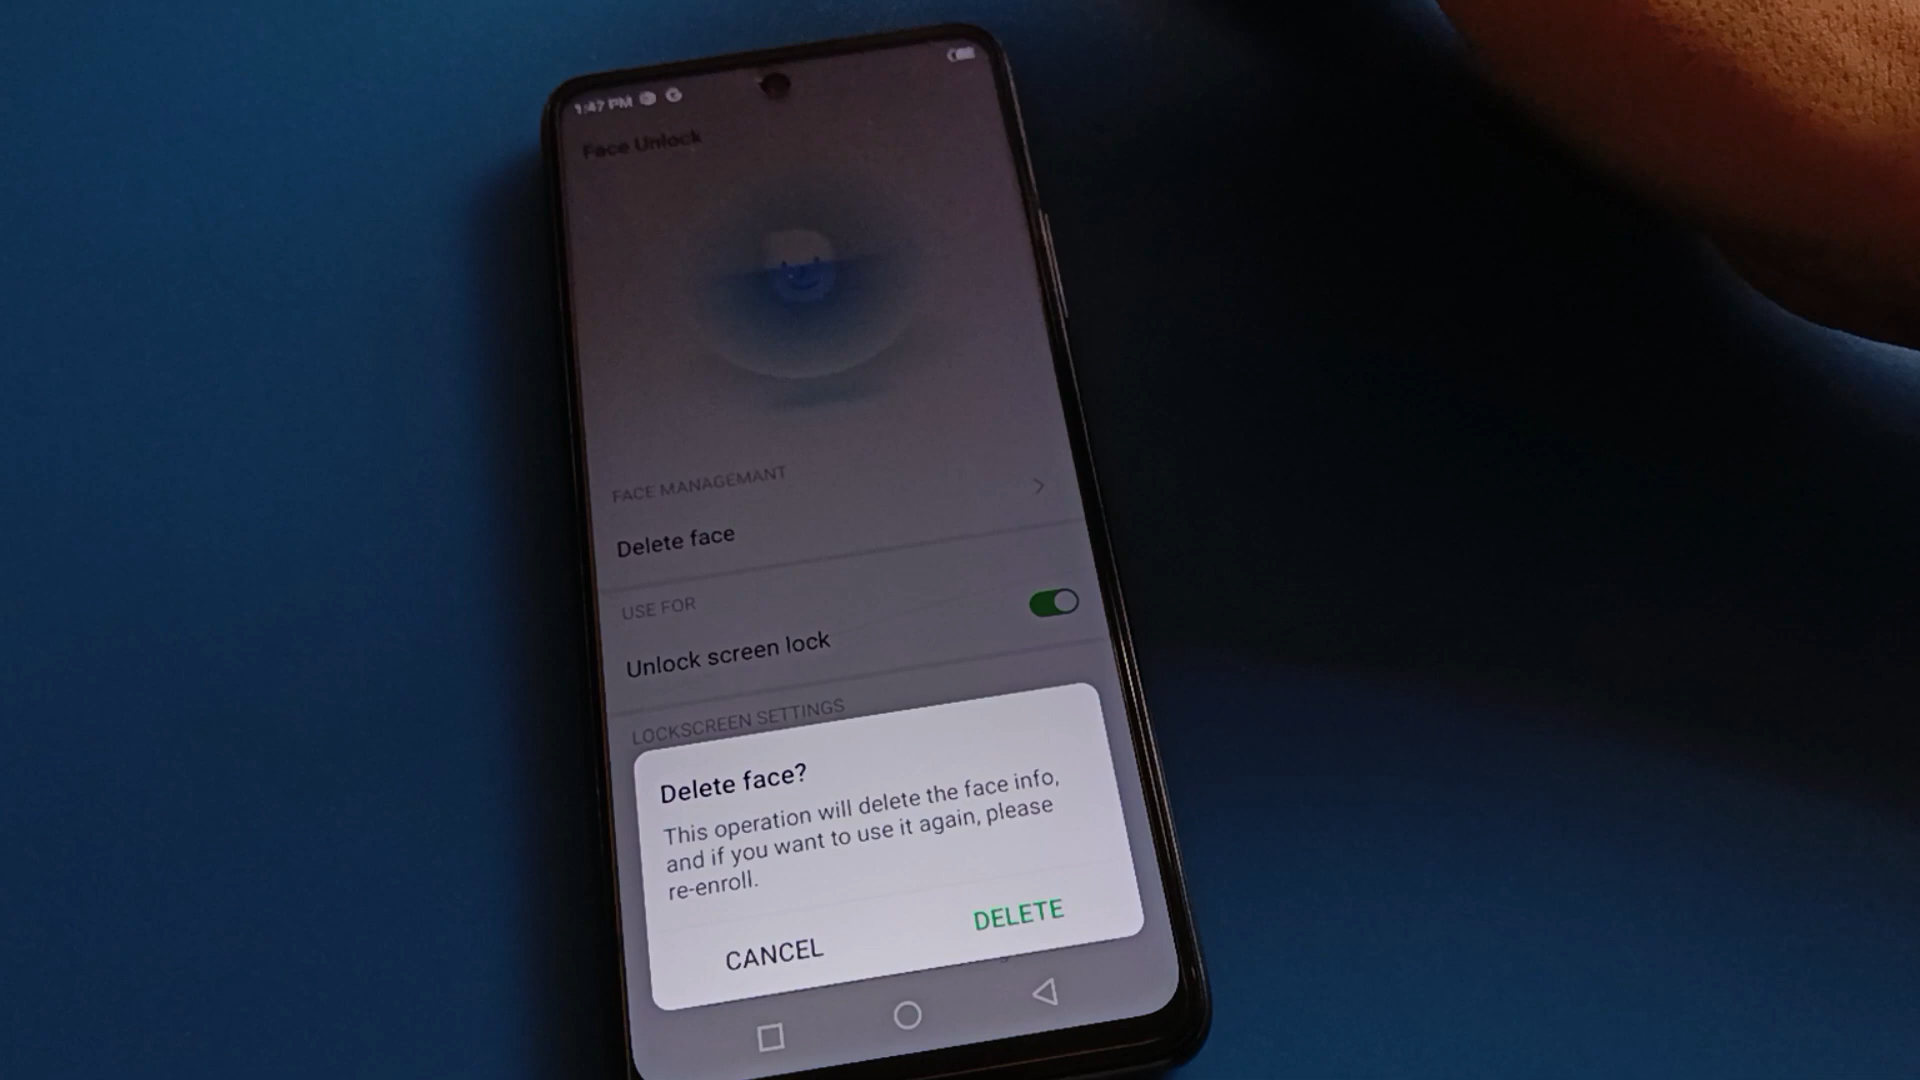 1:47 PM
Face Unlock
FACE MANAGEMANT
Delete face
USE FOR
Unlock screen lock
LOCKSCREEN SETTINGS
Delete face?
This operation will delete the face info,
and if you want to use it again, please
re-enroll.
CANCEL
DELETE